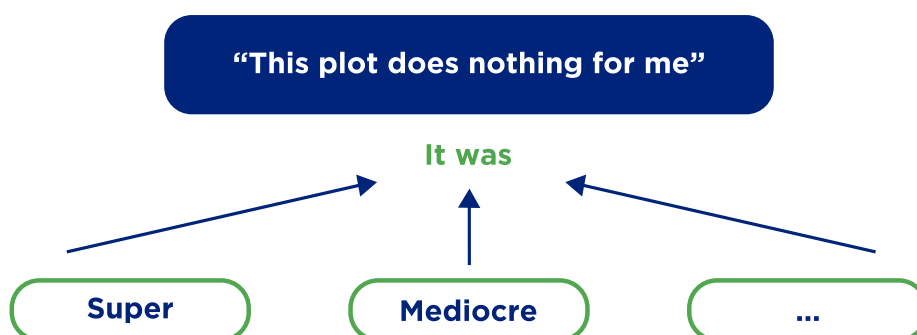 “This plot does nothing for me”
It was
Super
Mediocre
...